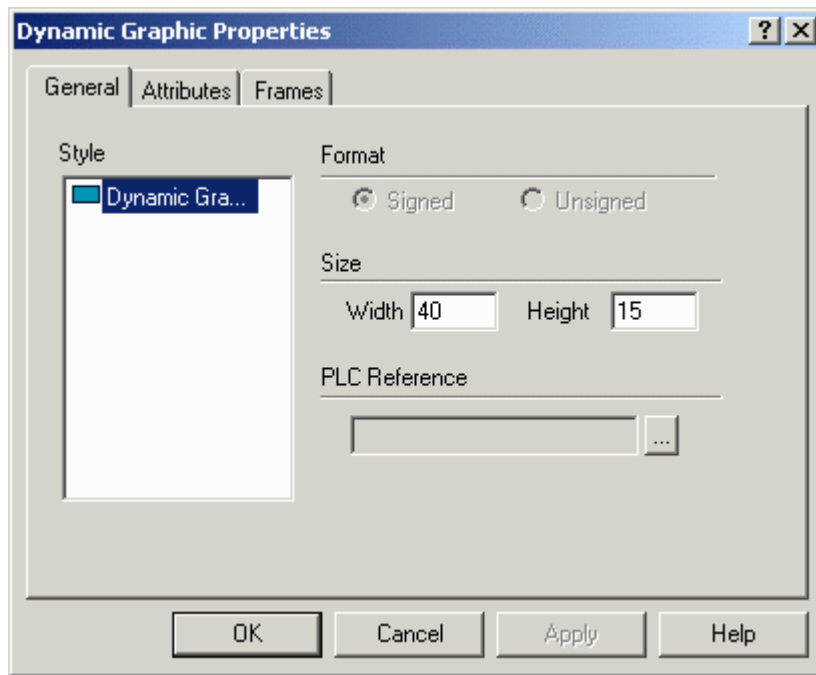 Dynamic Graphic Properties ? X
General Attributes Frames
Style
Dynamic Gra...
Format
Signed Unsigned
Size
Width 40 Height 15
PLC Reference
...
OK Cancel Apply Help